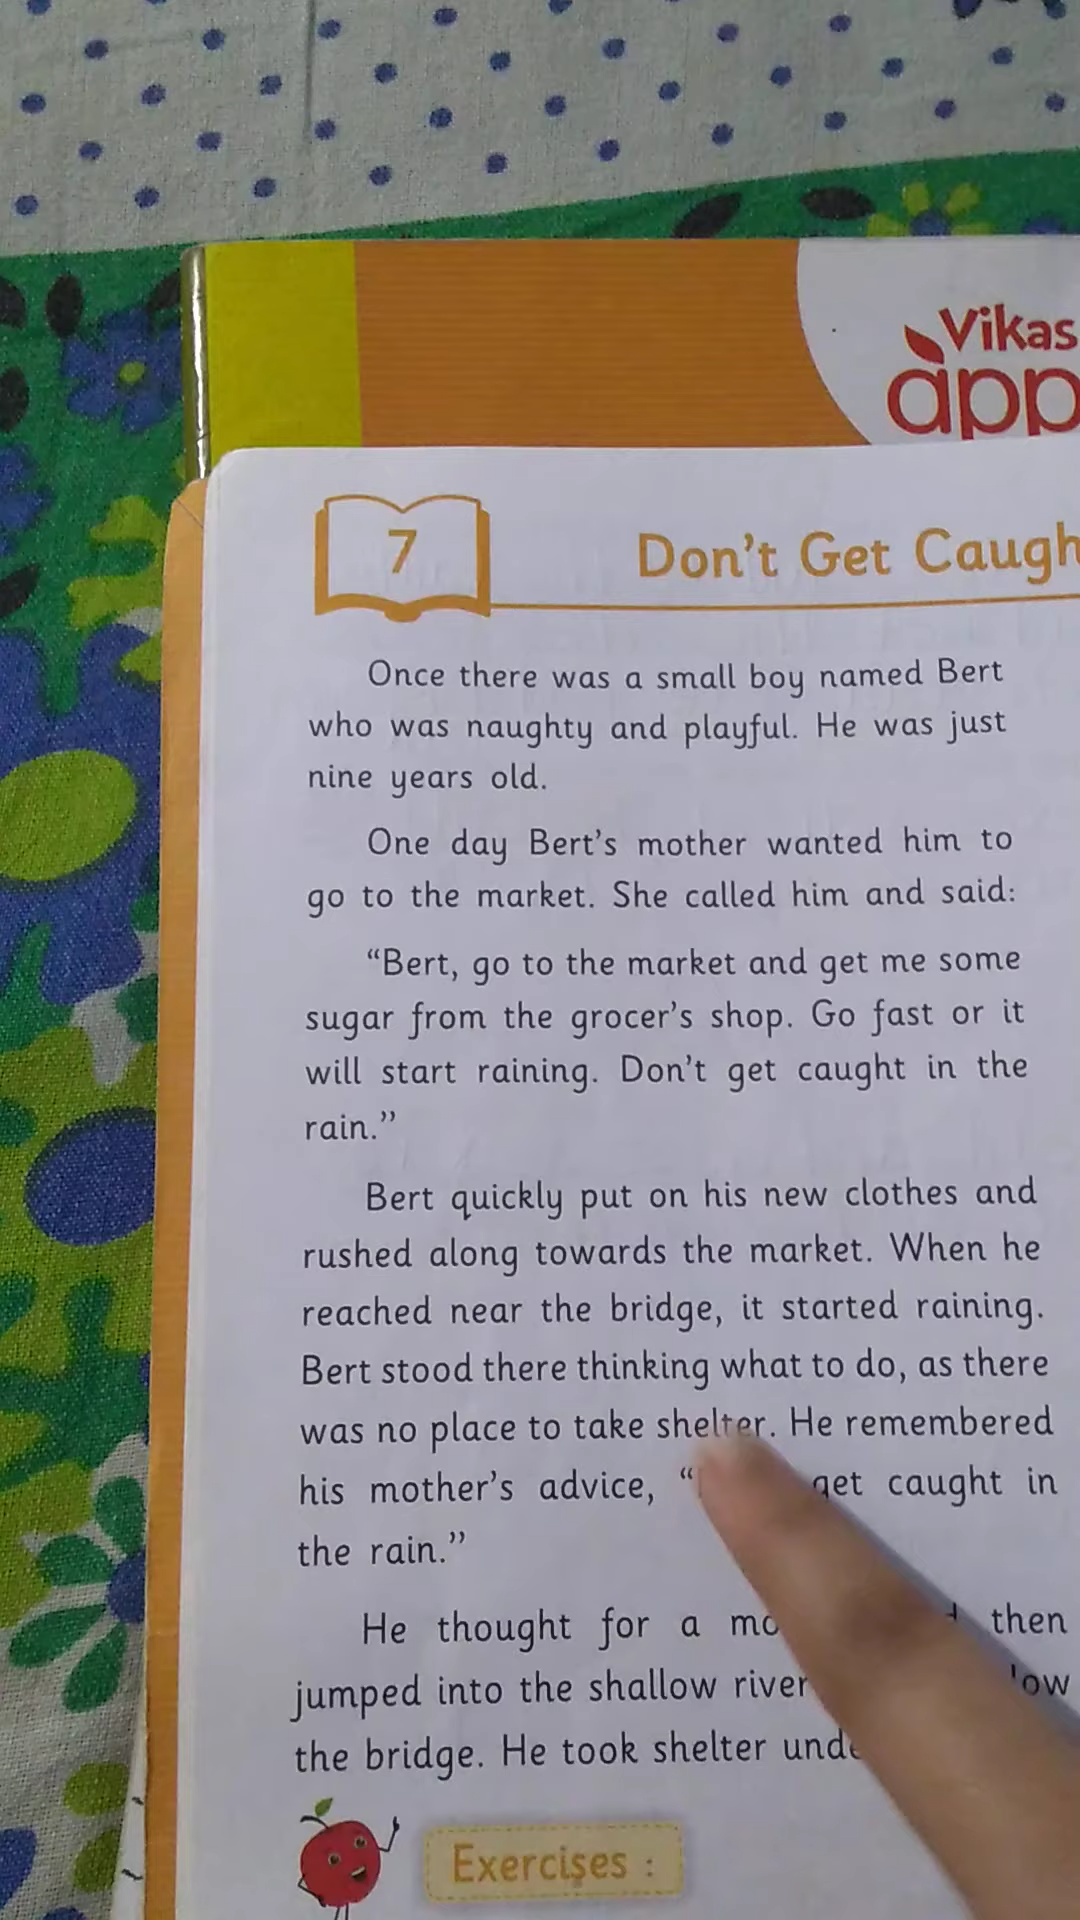 Vikas
app
7
Don't Get Caugh
Once there was a small boy named Bert
who was naughty and playful. He was just
nine years old.
One day Bert's mother wanted him to
go to the market. She called him and said:
“Bert, go to the market and get me some
sugar from the grocer's shop. Go fast or it
will start raining. Don't get caught in the
rain.”
Bert quickly put on his new clothes and
rushed along towards the market. When he
reached near the bridge, it started raining.
Bert stood there thinking what to do, as there
was no place to take shelter. He remembered
his mother's advice, “ get caught in
the rain.”
He thought for a then
jumped into the shallow river
the bridge. He took shelter
Exercises :